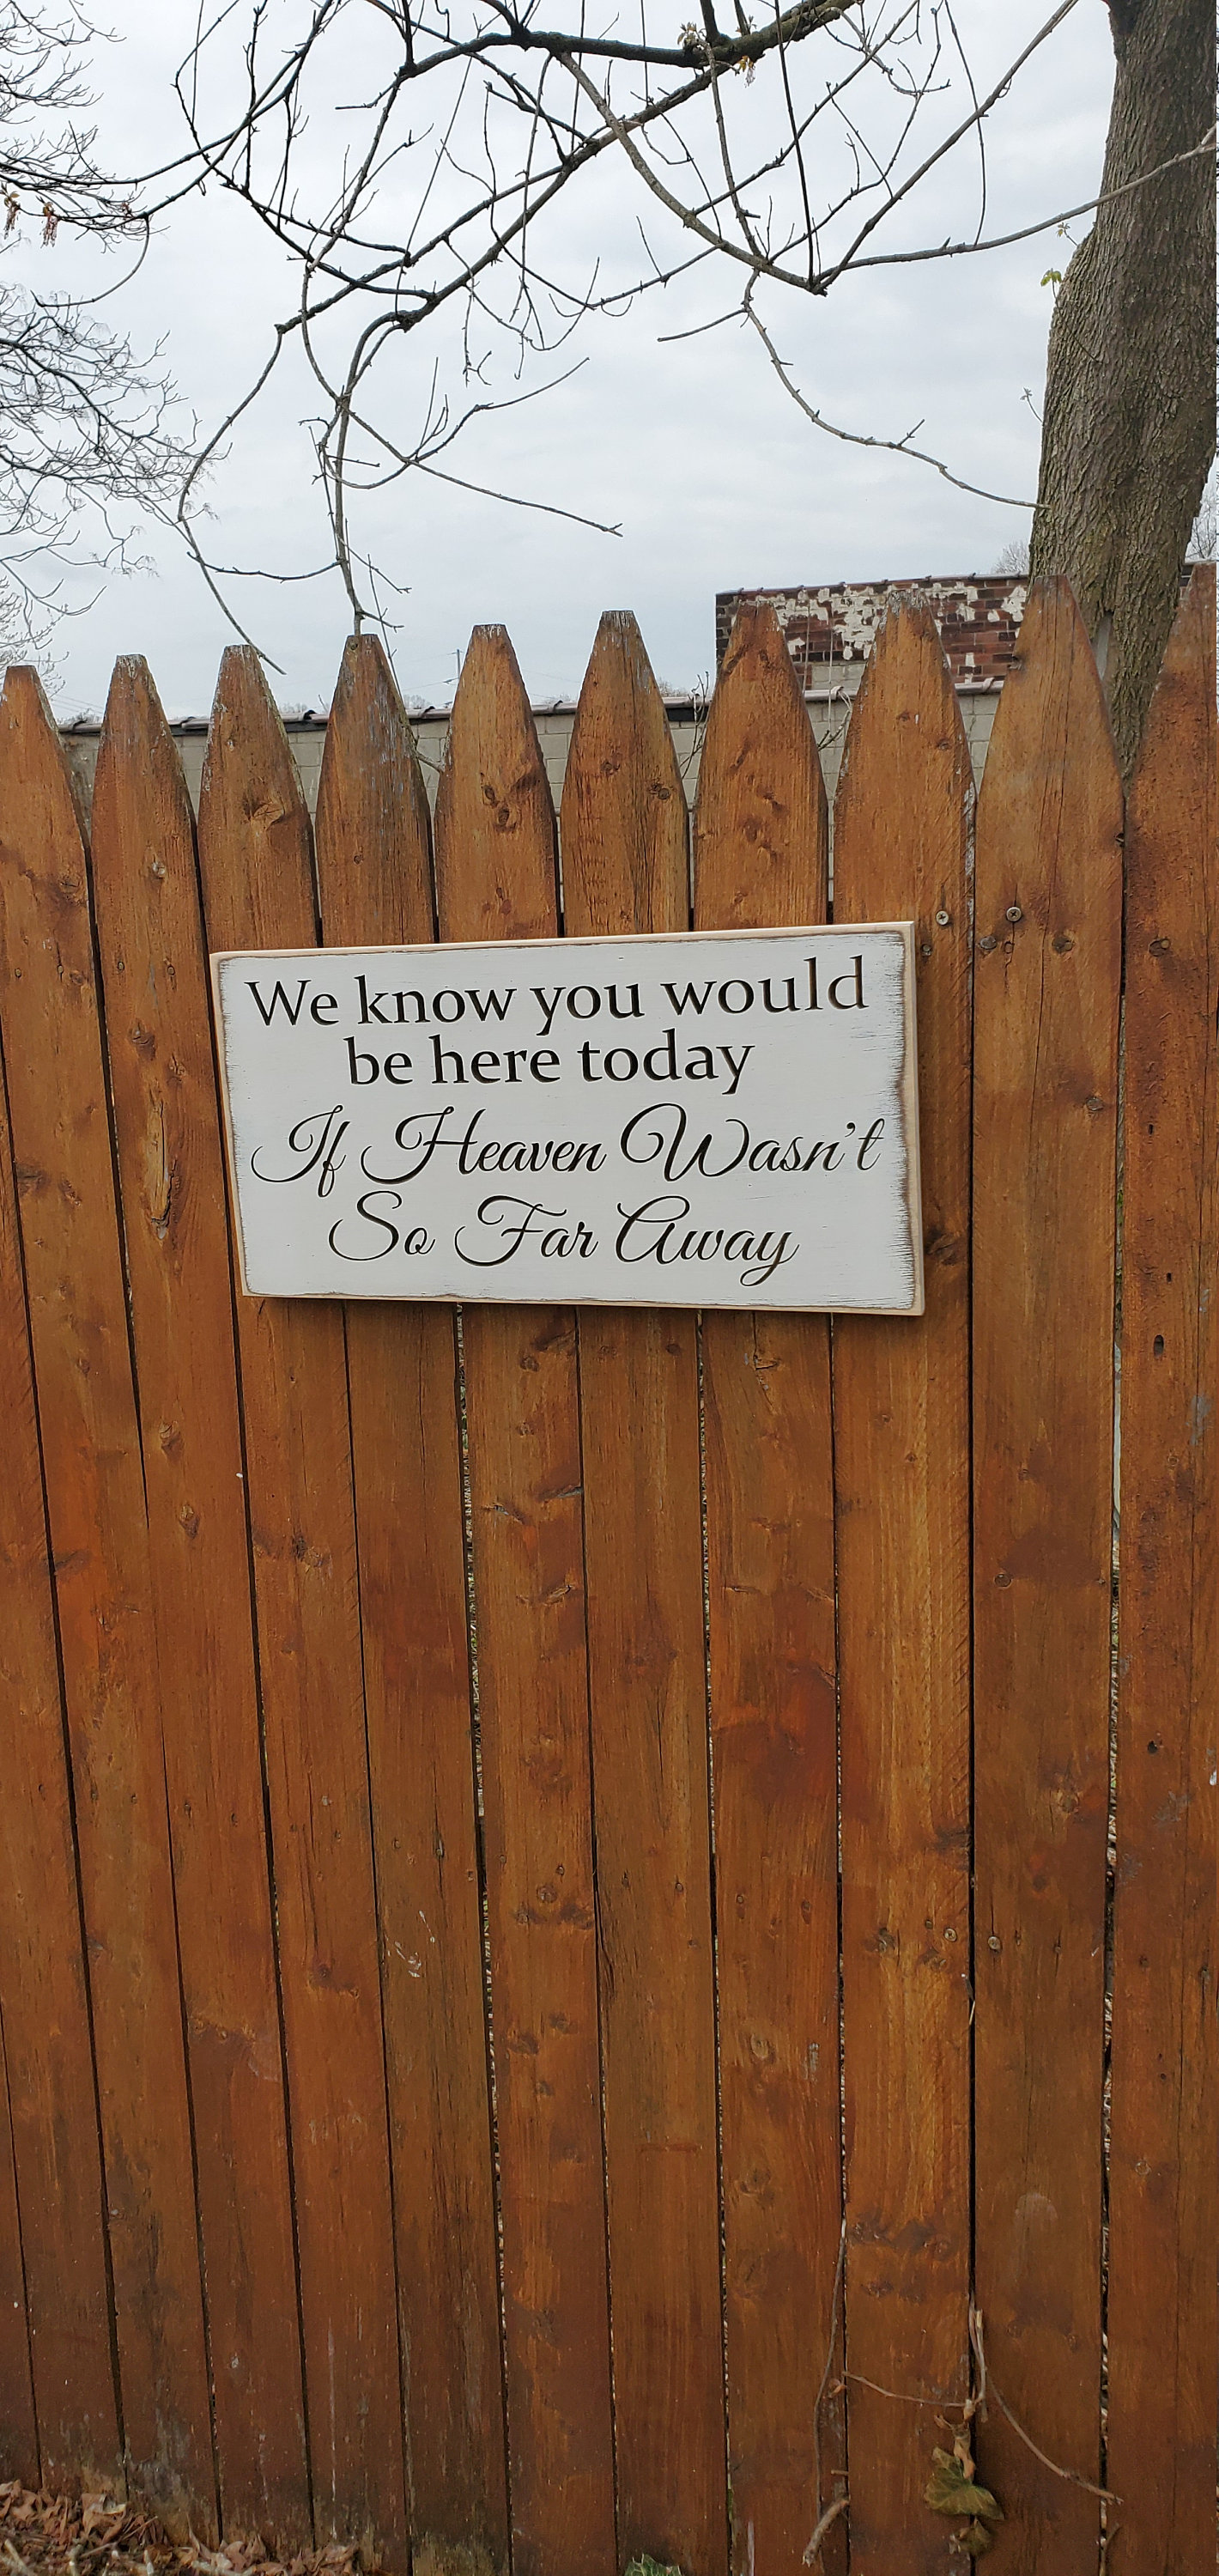 We know you would
be here today
If Heaven Wasn't
So Far Away